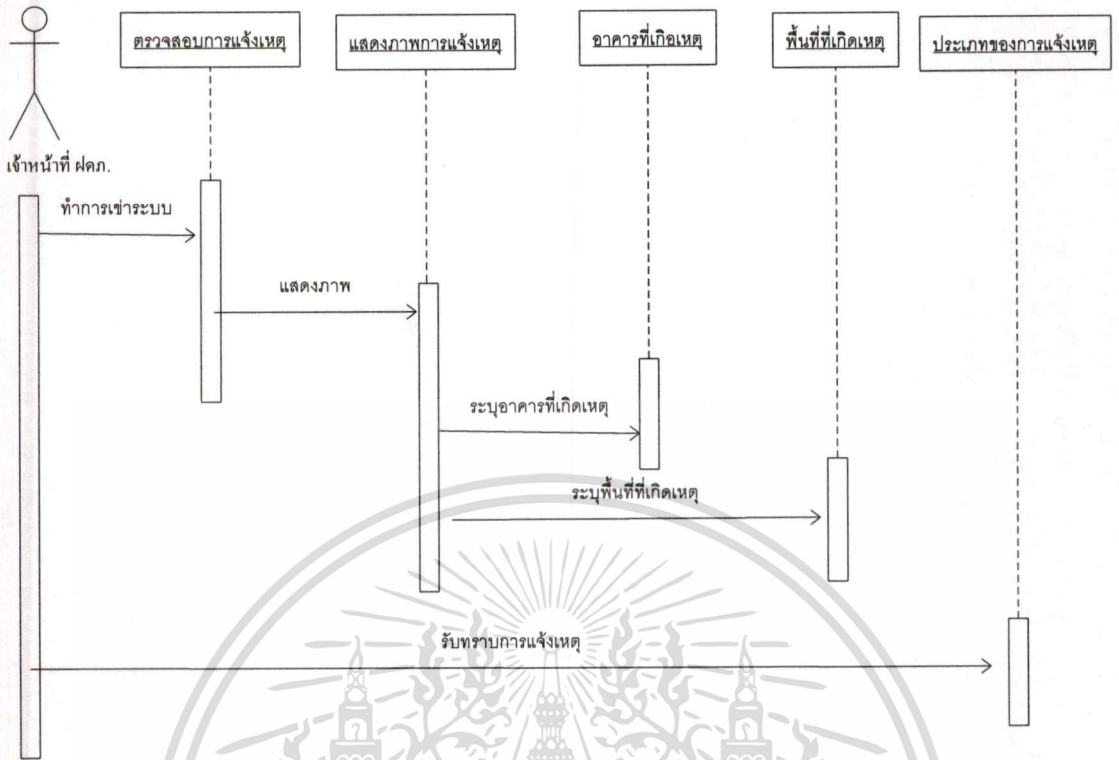 ตรวจสอบการแจ้งเหตุ
แสดงภาพการแจ้งเหตุ
อาคารที่เกิอเหตุ
พื้นที่ที่เกิดเหตุ
ประเภทของการแจ้งเหตุ
เจ้าหน้าที่ ฝคภ.
ทำการเข่าระบบ
แสดงภาพ
ระบุอาคารที่เกิดเหตุ
ระบุพื้นที่ที่เกิดเหตุ
รับทราบการแจ้งเหตุ